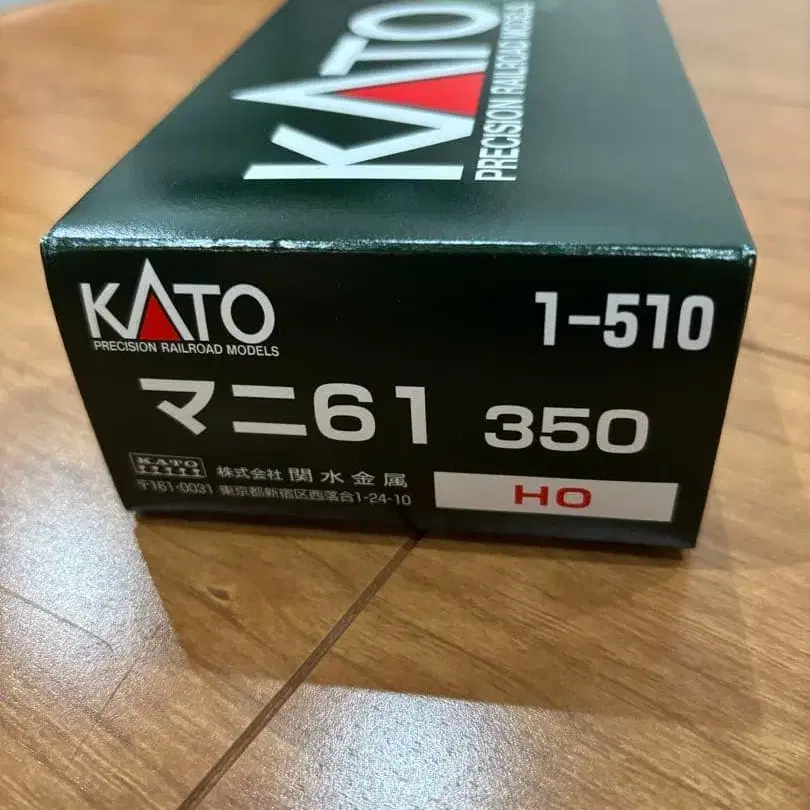 KATO
PRECISION RAILROAD MODELS
KATO
PRECISION RAILROAD MODELS
1-510
マニ61 350
KATO
株式会社 関水金属
〒161-0031 東京都新宿区西落合1-24-10
HO